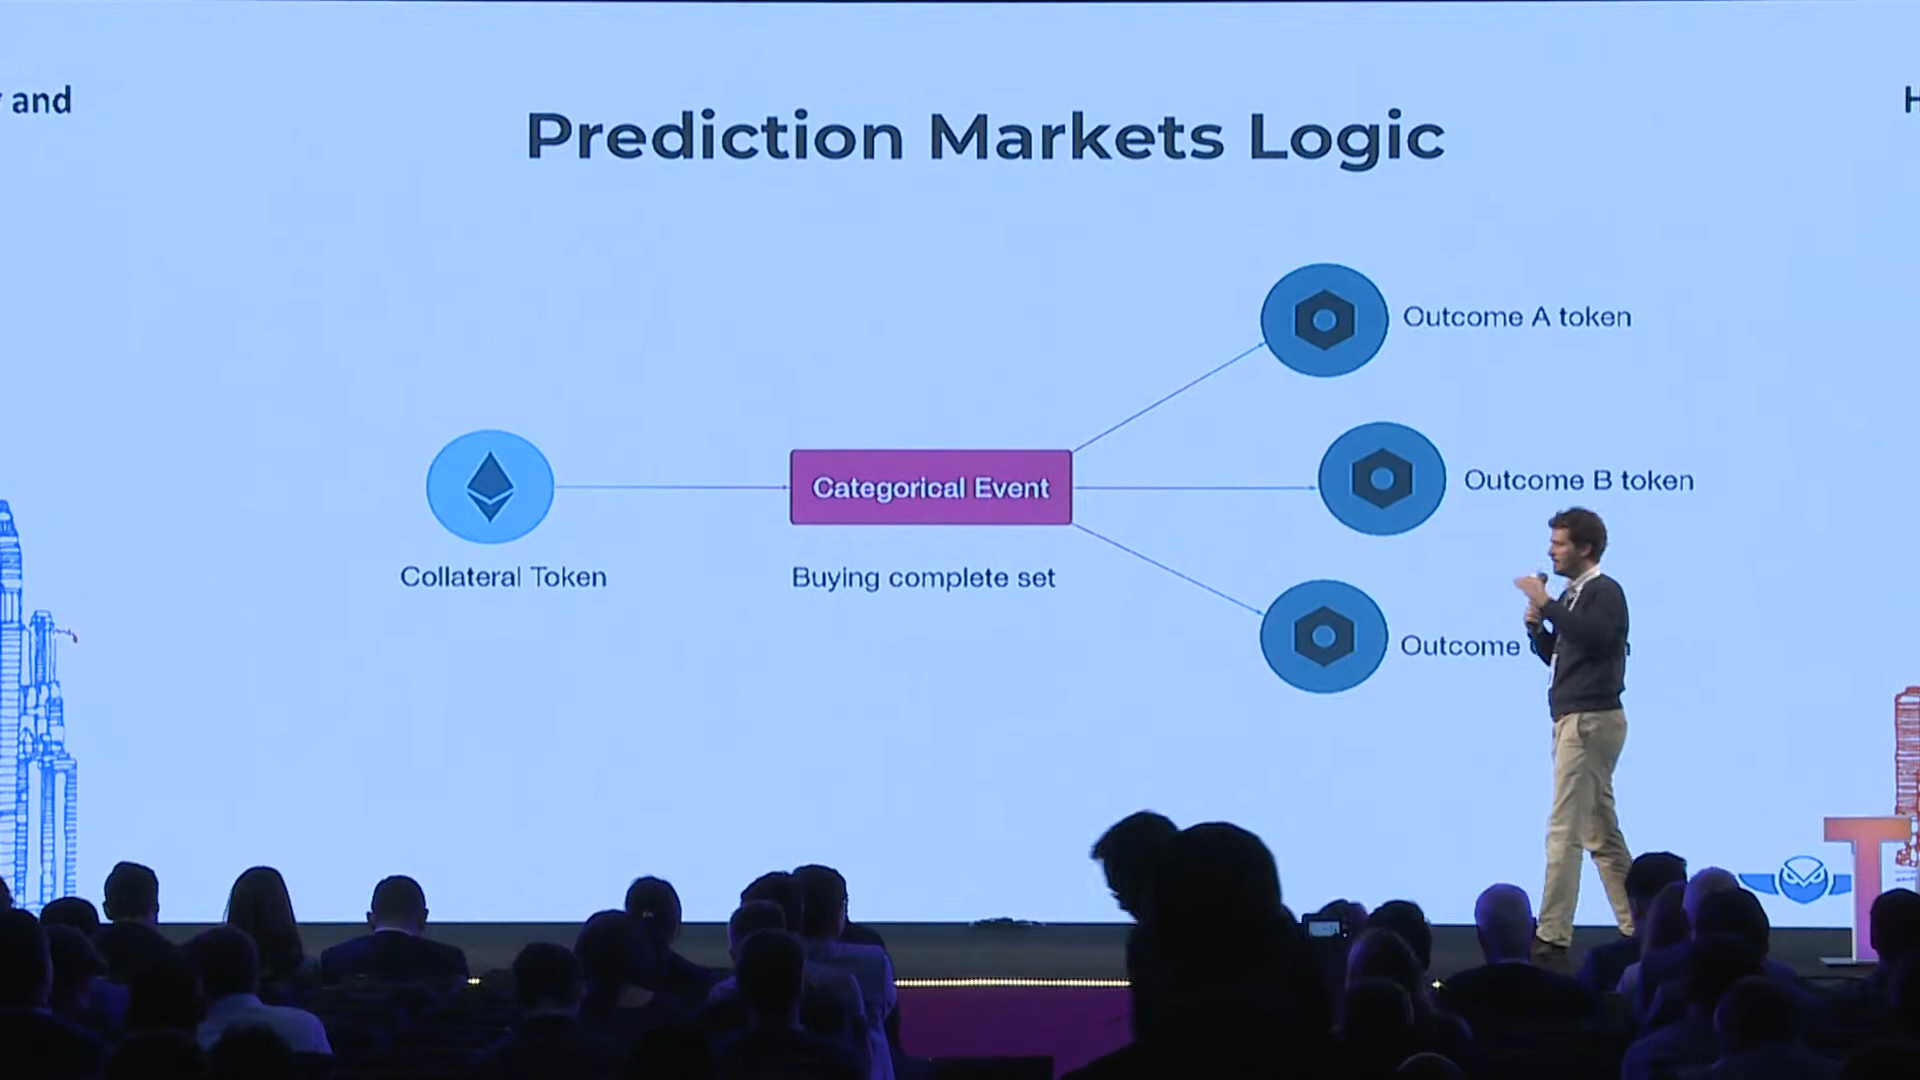 and
H
Prediction Markets Logic
Outcome A token
Categorical Event
Outcome B token
Collateral Token
Buying complete set
Outcome
T